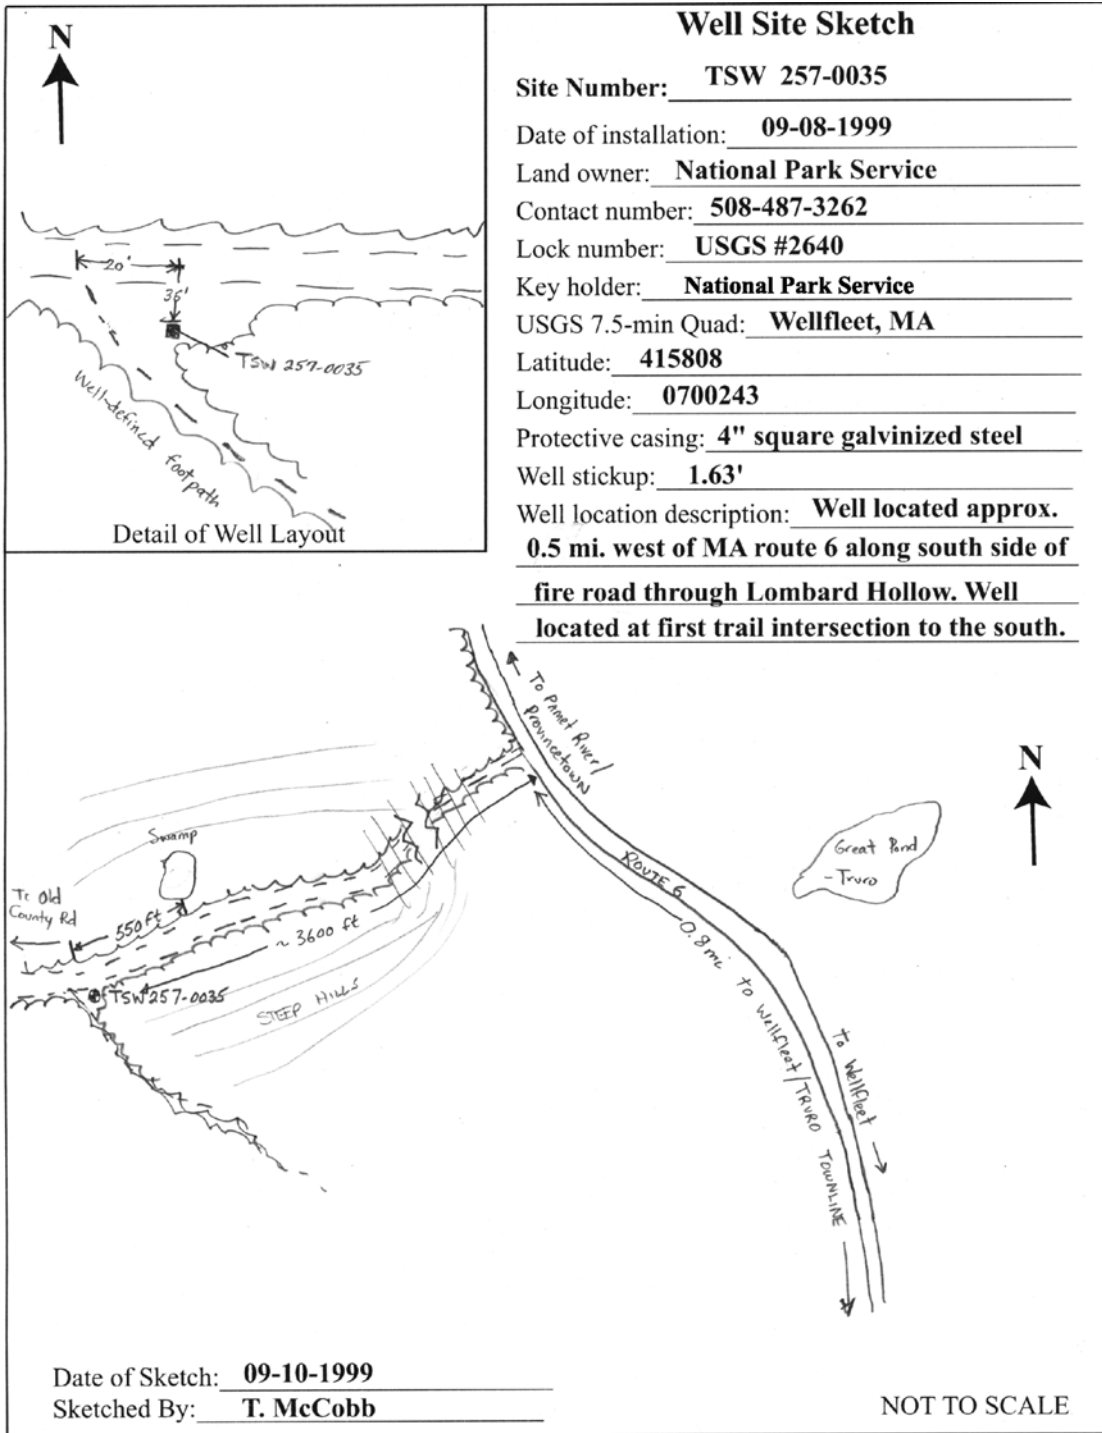 N
20'
36'
TSW 257-0035
Well-defined footpath
Detail of Well Layout
Well Site Sketch
Site Number: TSW 257-0035
Date of installation: 09-08-1999
Land owner: National Park Service
Contact number: 508-487-3262
Lock number: USGS #2640
Key holder: National Park Service
USGS 7.5-min Quad: Wellfleet, MA
Latitude: 415808
Longitude: 0700243
Protective casing: 4" square galvinized steel
Well stickup: 1.63'
Well location description: Well located approx.
0.5 mi. west of MA route 6 along south side of
fire road through Lombard Hollow. Well
located at first trail intersection to the south.
To Pamet River/
Provincetown
N
Swamp
Great Pond
-Truro
ROUTE 6
To Old
County Rd
550 ft
~ 3600 ft
0.8 mi to Wellfleet/TRURO TOWNLINE
TSW 257-0035
STEEP HILLS
to Wellfleet
Date of Sketch: 09-10-1999
Sketched By: T. McCobb
NOT TO SCALE